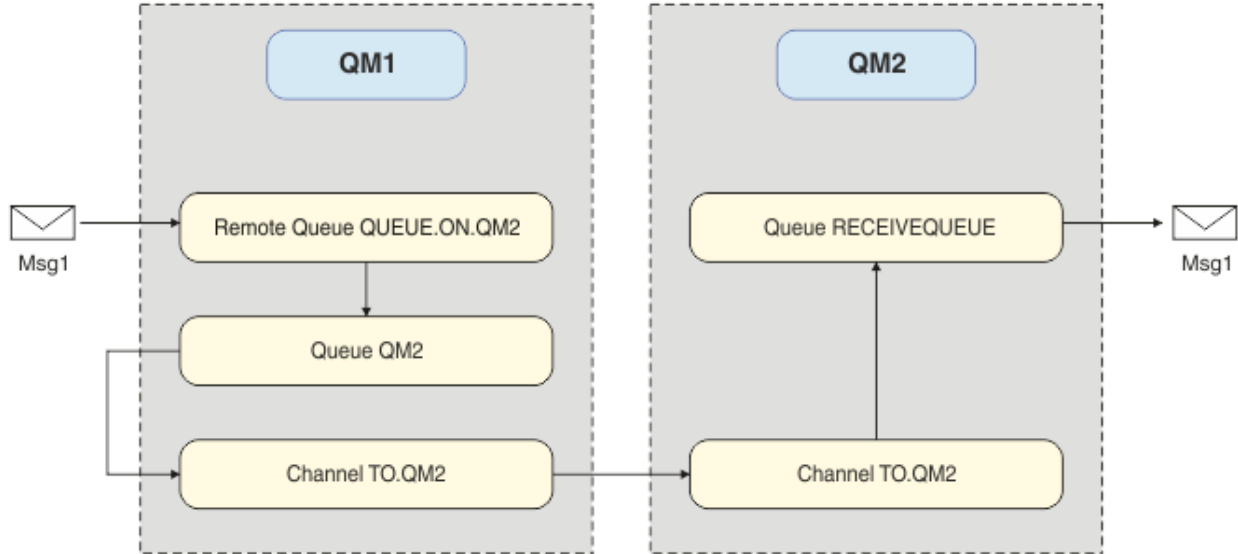 QM1
QM2
Msg1
Remote Queue QUEUE.ON.QM2
Queue RECEIVEQUEUE
Msg1
Queue QM2
Channel TO.QM2
Channel TO.QM2